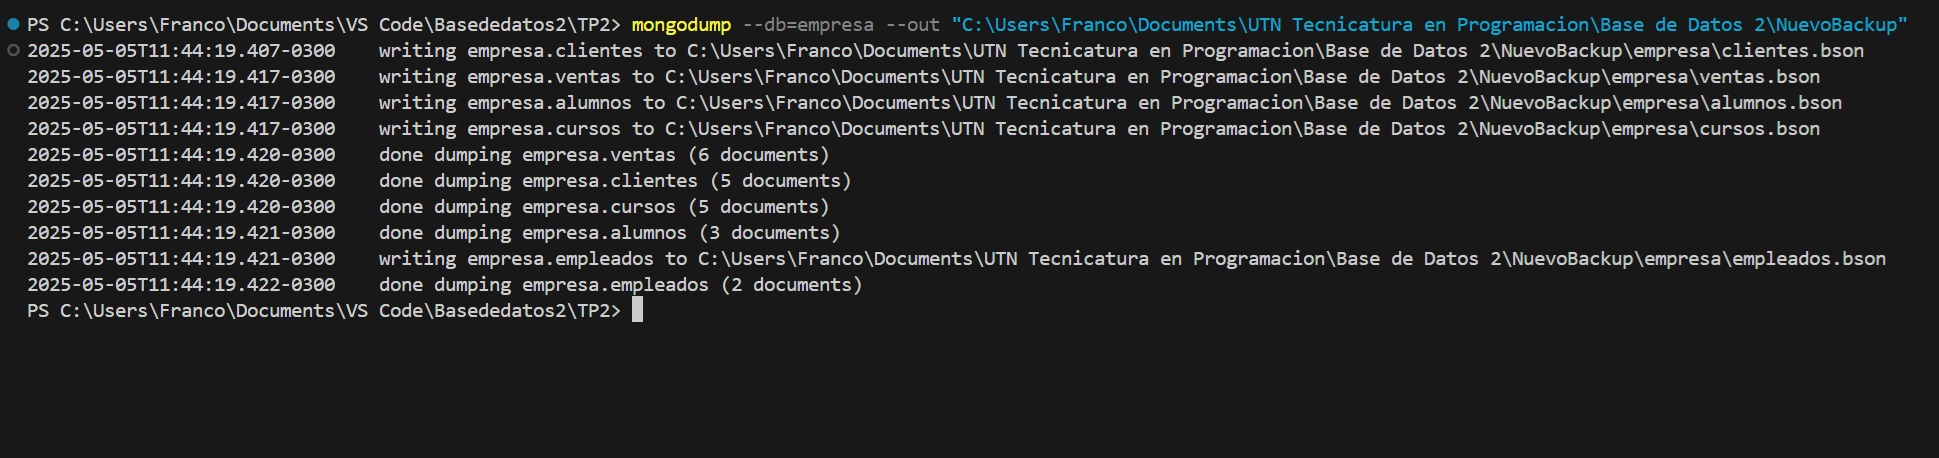 PS C:\Users\Franco\Documents\VS Code\Basededatos2\TP2> mongodump --db=empresa --out "C:\Users\Franco\Documents\UTN Tecnicatura en Programacion\Base de Datos 2\NuevoBackup"
2025-05-05T11:44:19.407-0300    writing empresa.clientes to C:\Users\Franco\Documents\UTN Tecnicatura en Programacion\Base de Datos 2\NuevoBackup\empresa\clientes.bson
2025-05-05T11:44:19.417-0300    writing empresa.ventas to C:\Users\Franco\Documents\UTN Tecnicatura en Programacion\Base de Datos 2\NuevoBackup\empresa\ventas.bson
2025-05-05T11:44:19.417-0300    writing empresa.alumnos to C:\Users\Franco\Documents\UTN Tecnicatura en Programacion\Base de Datos 2\NuevoBackup\empresa\alumnos.bson
2025-05-05T11:44:19.417-0300    writing empresa.cursos to C:\Users\Franco\Documents\UTN Tecnicatura en Programacion\Base de Datos 2\NuevoBackup\empresa\cursos.bson
2025-05-05T11:44:19.420-0300    done dumping empresa.ventas (6 documents)
2025-05-05T11:44:19.420-0300    done dumping empresa.clientes (5 documents)
2025-05-05T11:44:19.420-0300    done dumping empresa.cursos (5 documents)
2025-05-05T11:44:19.421-0300    done dumping empresa.alumnos (3 documents)
2025-05-05T11:44:19.421-0300    writing empresa.empleados to C:\Users\Franco\Documents\UTN Tecnicatura en Programacion\Base de Datos 2\NuevoBackup\empresa\empleados.bson
2025-05-05T11:44:19.422-0300    done dumping empresa.empleados (2 documents)
PS C:\Users\Franco\Documents\VS Code\Basededatos2\TP2>